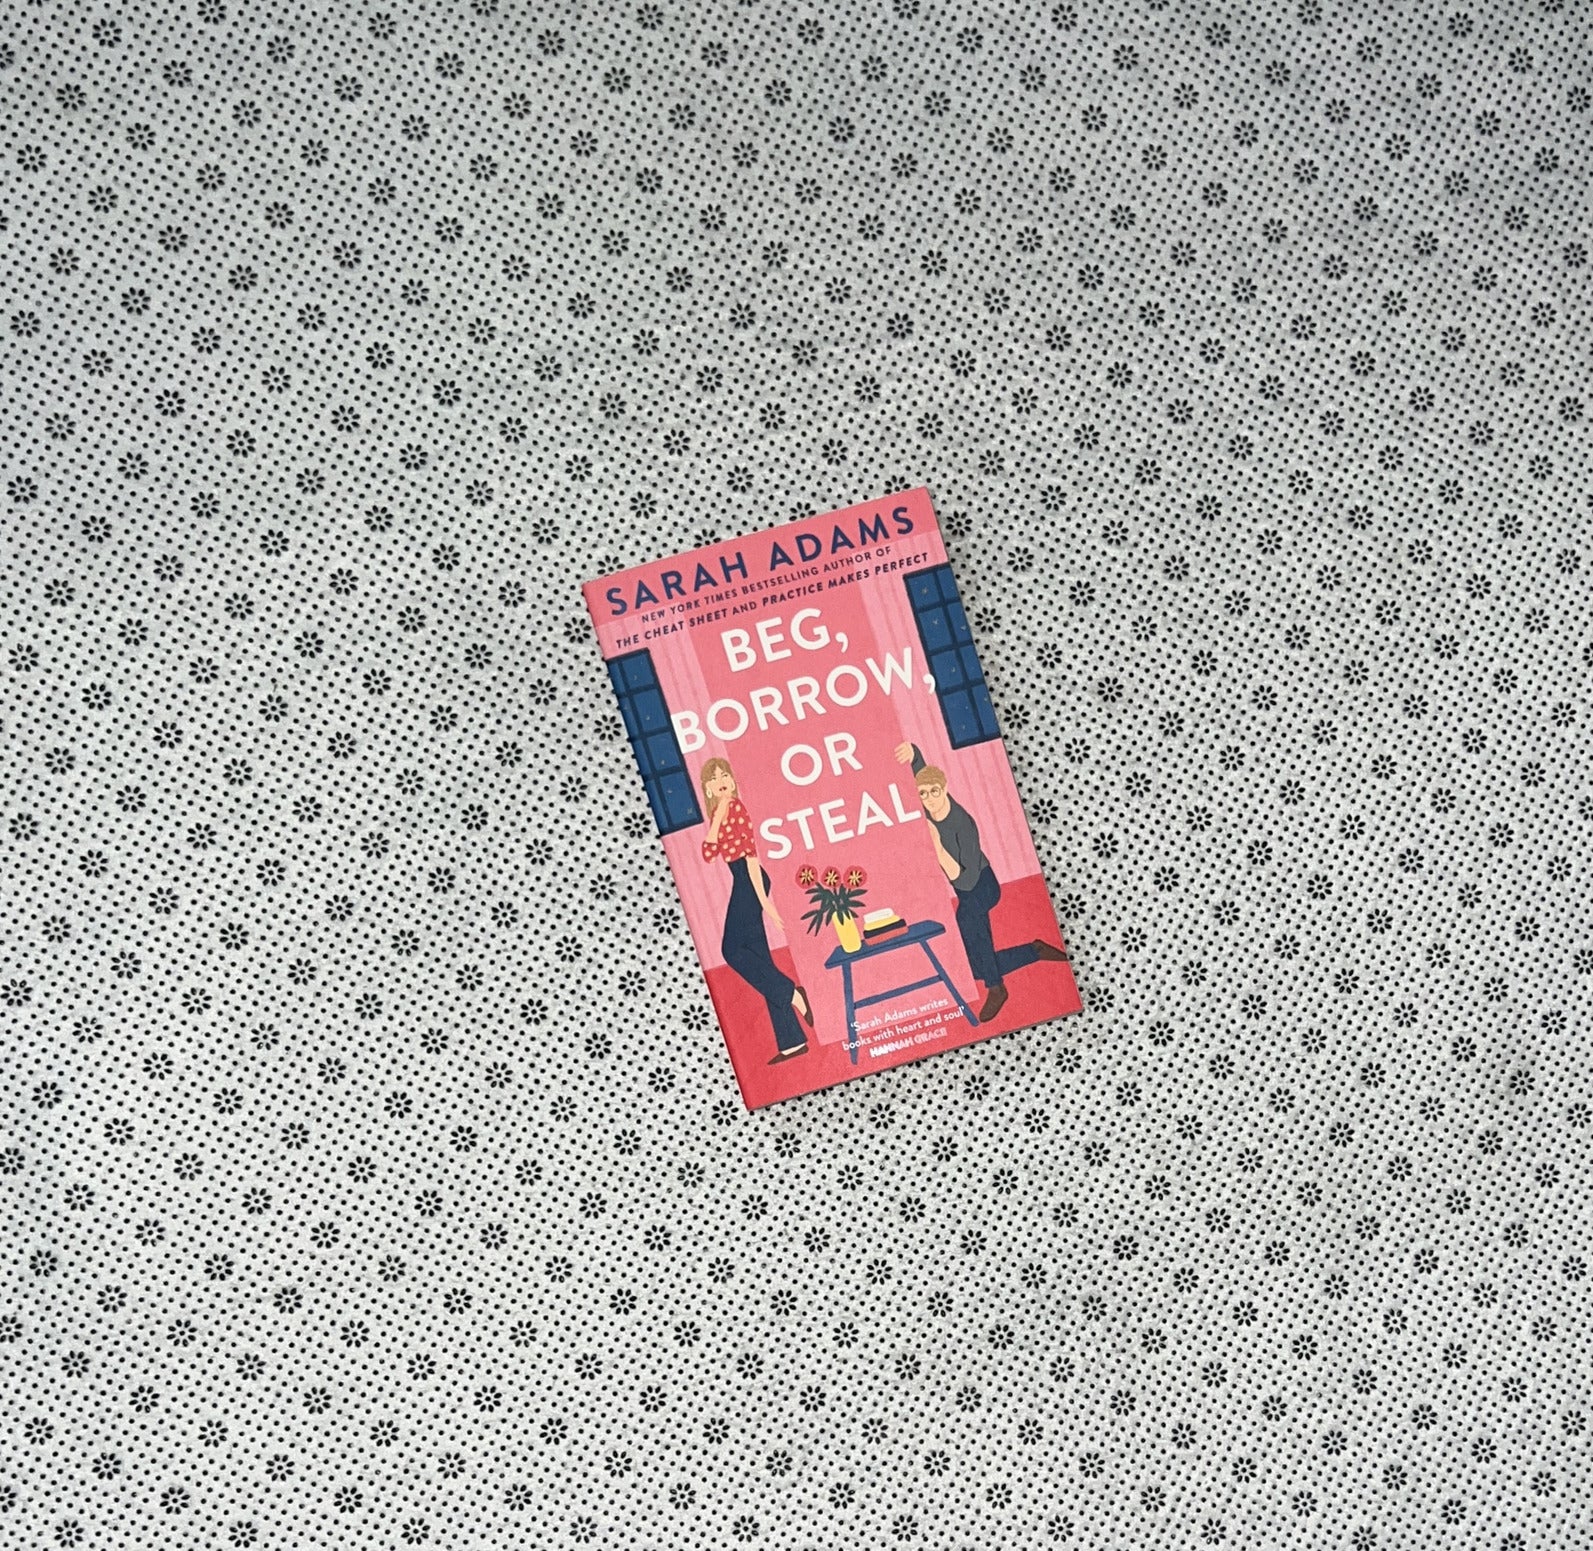 SARAH ADAMS
NEW YORK TIMES BESTSELLING AUTHOR OF
THE CHEAT SHEET AND PRACTICE MAKES PERFECT
BEG,
BORROW,
OR
STEAL
‘Sarah Adams writes
books with heart and soul’
HANNAH GRACE